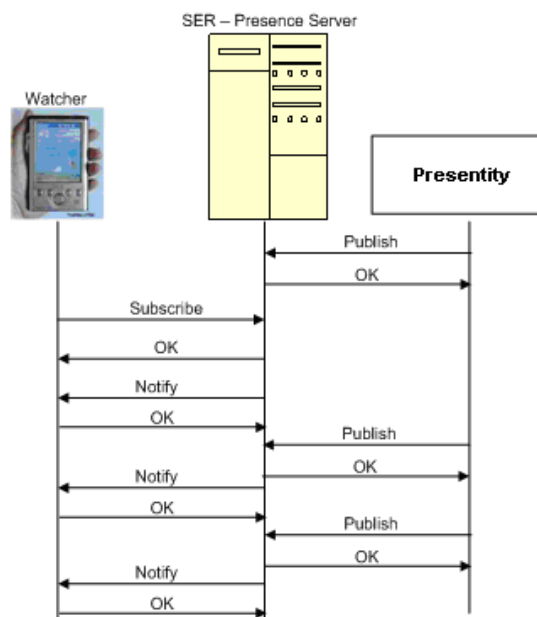 SER – Presence Server
Watcher
Presentity
Publish
OK
Subscribe
OK
Notify
OK
Publish
OK
Notify
OK
Publish
OK
Notify
OK